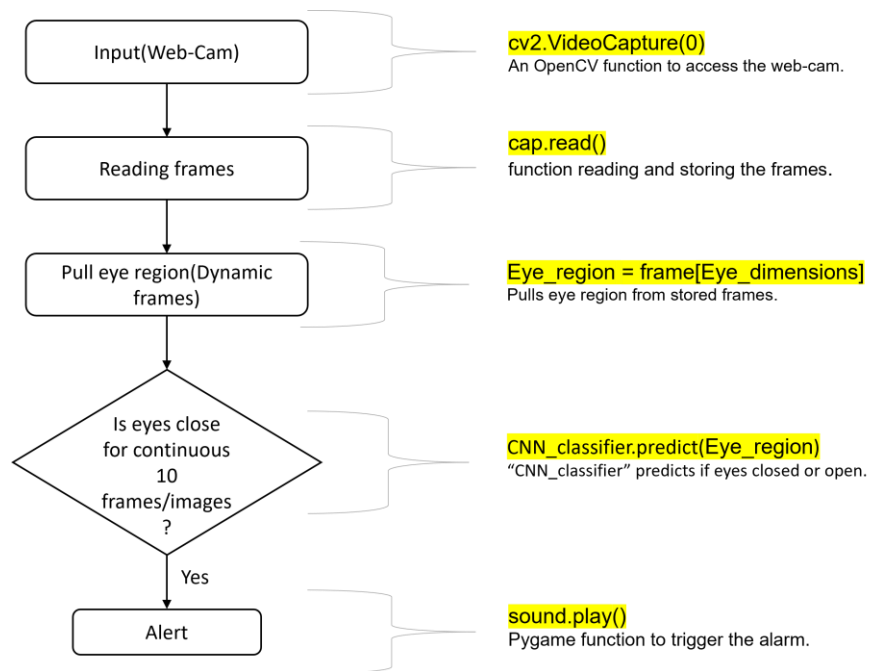 Input(Web-Cam)
cv2.VideoCapture(0)
An OpenCV function to access the web-cam.
Reading frames
cap.read()
function reading and storing the frames.
Pull eye region(Dynamic
frames)
Eye_region = frame[Eye_dimensions]
Pulls eye region from stored frames.
Is eyes close
for continuous
10
frames/images
?
CNN_classifier.predict(Eye_region)
“CNN_classifier” predicts if eyes closed or open.
Yes
Alert
sound.play()
Pygame function to trigger the alarm.